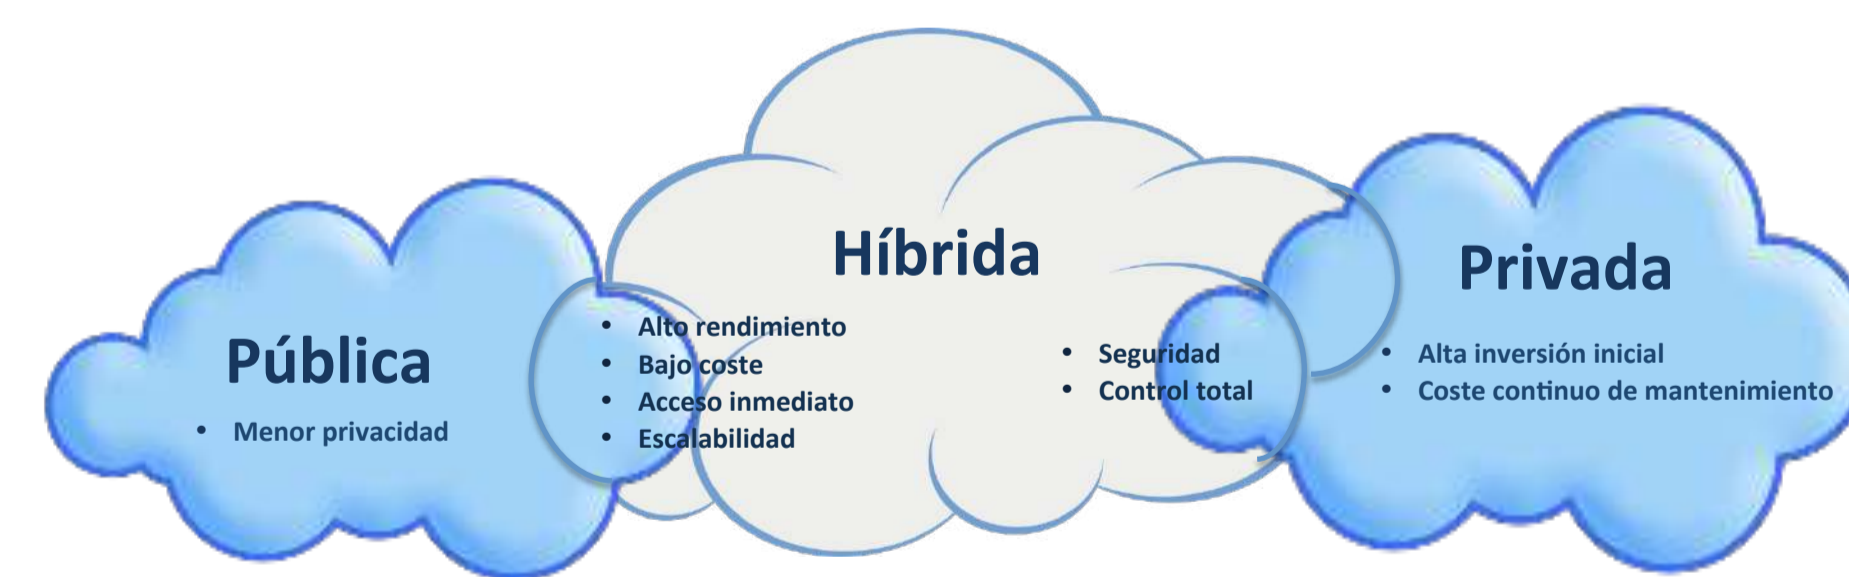 Pública
• Menor privacidad
Híbrida
• Alto rendimiento
• Bajo coste
• Acceso inmediato
• Escalabilidad
• Seguridad
• Control total
Privada
• Alta inversión inicial
• Coste continuo de mantenimiento